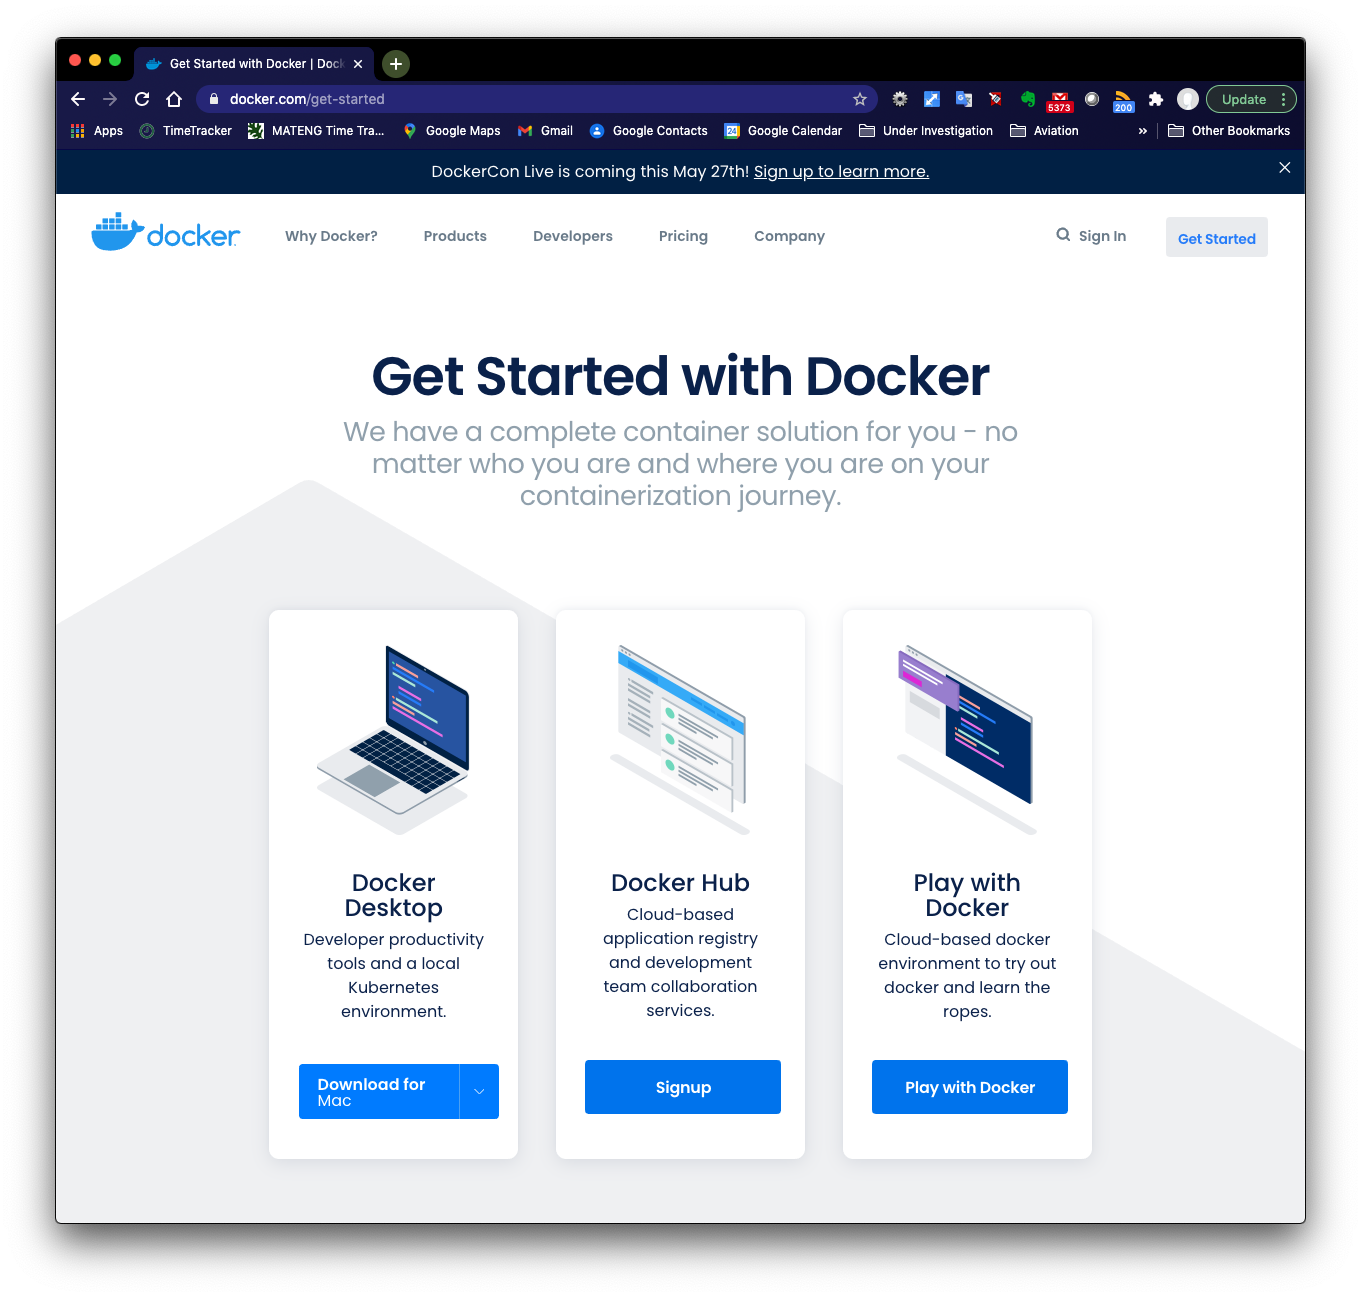 Get Started with Docker | Doc
docker.com/get-started
5373
200
Update
Apps
TimeTracker
MATENG Time Tra...
Google Maps
Gmail
24
Google Contacts
Google Calendar
Under Investigation
Aviation
»
Other Bookmarks
DockerCon Live is coming this May 27th! Sign up to learn more.
docker
Why Docker?
Products
Developers
Pricing
Company
Sign In
Get Started
Get Started with Docker
We have a complete container solution for you - no
matter who you are and where you are on your
containerization journey.
Docker
Desktop
Developer productivity
tools and a local
Kubernetes
environment.
Download for
Mac
Docker Hub
Cloud-based
application registry
and development
team collaboration
services.
Signup
Play with
Docker
Cloud-based docker
environment to try out
docker and learn the
ropes.
Play with Docker